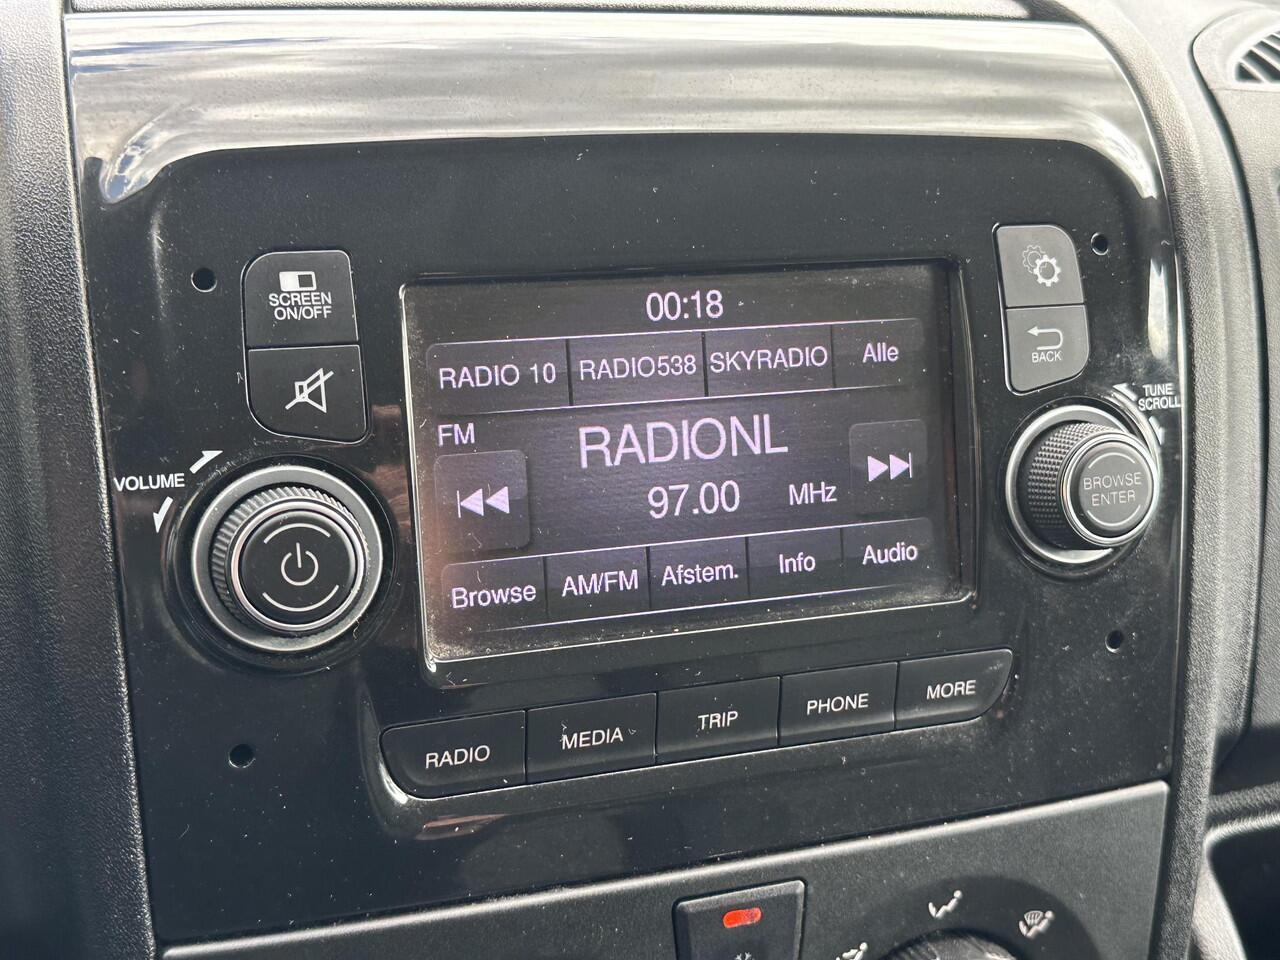 SCREEN
ON/OFF
VOLUME
00:18
RADIO 10 RADIO538 SKYRADIO Alle
FM
RADIONL
97.00 MHz
Browse AM/FM Afstem. Info Audio
BACK
TUNE
SCROLL
BROWSE
ENTER
RADIO MEDIA TRIP PHONE MORE